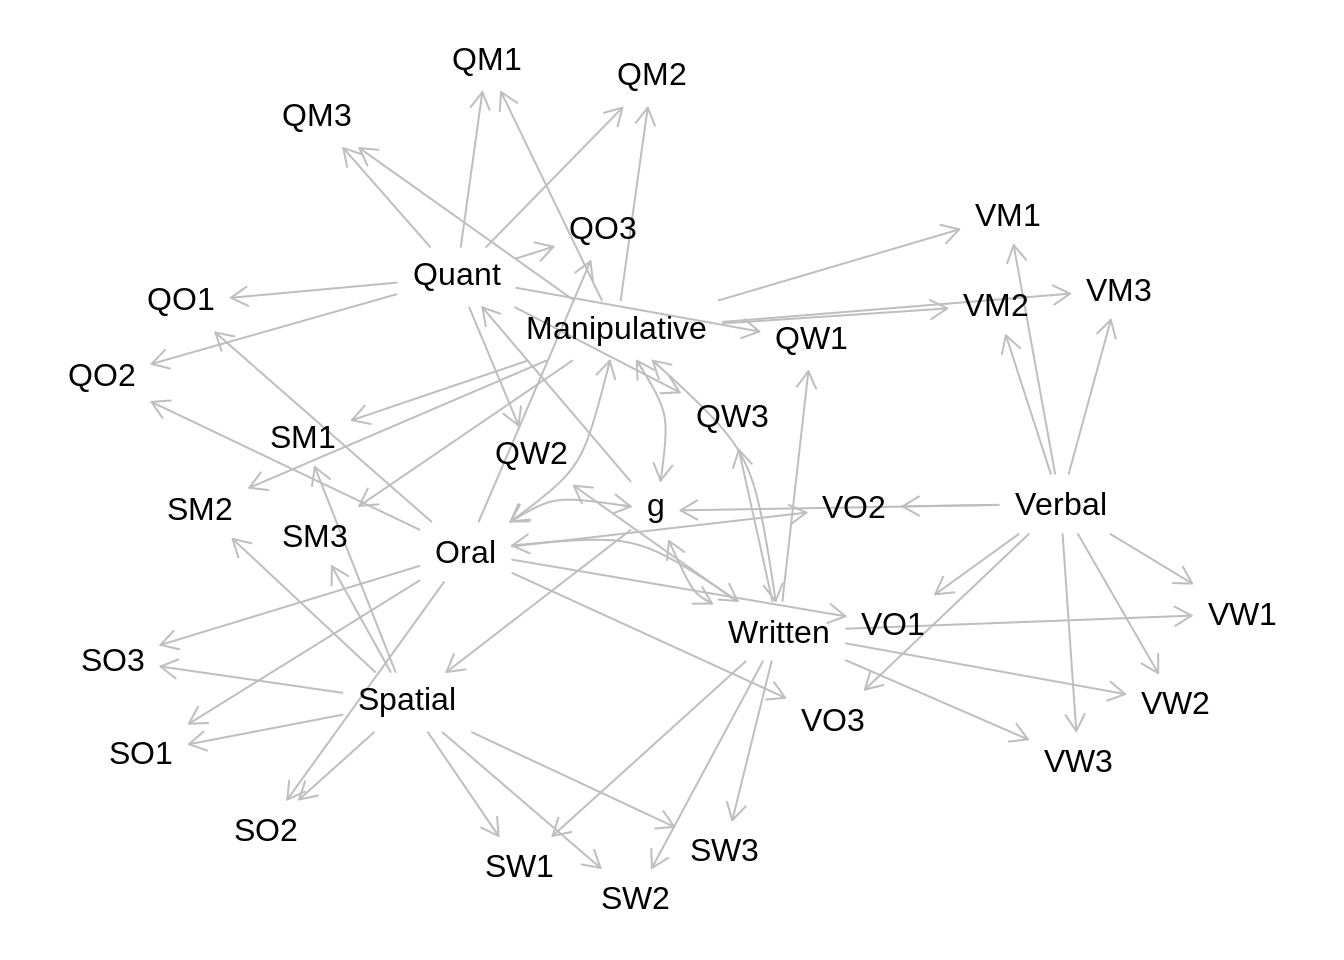 QM1
QM2
QM3
VM1
QO3
Quant
VM3
QO1
VM2
Manipulative
QW1
QO2
QW3
SM1
QW2
Verbal
g
VO2
SM2
SM3
Oral
VW1
VO1
Written
SO3
Spatial
VW2
VO3
SO1
VW3
SO2
SW3
SW1
SW2